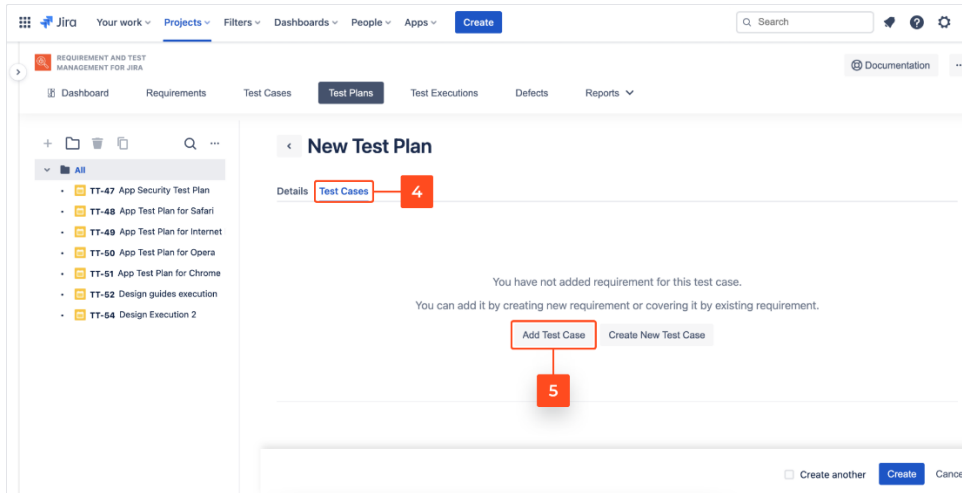 Jira Your work Projects Filters Dashboards People Apps Create Search
REQUIREMENT AND TEST
MANAGEMENT FOR JIRA
Documentation
Dashboard Requirements Test Cases Test Plans Test Executions Defects Reports
All
TT-47 App Security Test Plan
TT-48 App Test Plan for Safari
TT-49 App Test Plan for Internet
TT-50 App Test Plan for Opera
TT-51 App Test Plan for Chrome
TT-52 Design guides execution
TT-54 Design Execution 2
New Test Plan
Details Test Cases 4
You have not added requirement for this test case.
You can add it by creating new requirement or covering it by existing requirement.
Add Test Case Create New Test Case
5
Create another Create Cance